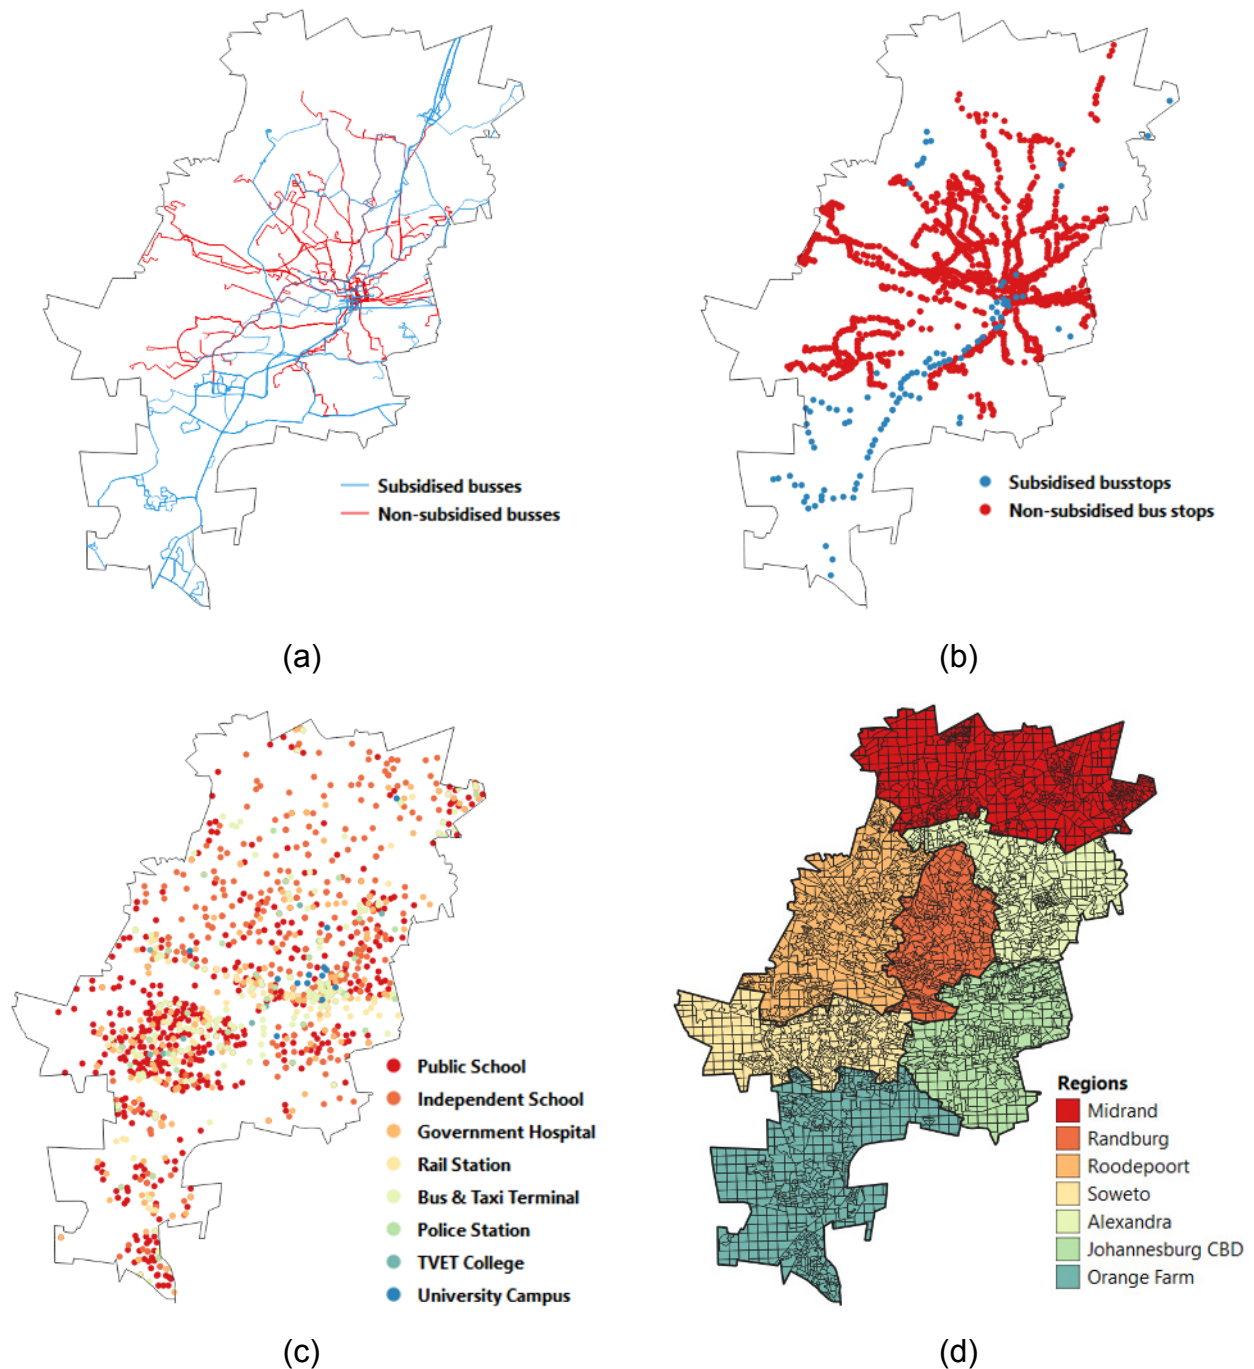 Subsidised busses
Non-subsidised busses
Subsidised busstops
Non-subsidised bus stops
(a)
(b)
Public School
Independent School
Government Hospital
Rail Station
Bus & Taxi Terminal
Police Station
TVET College
University Campus
Regions
Midrand
Randburg
Roodepoort
Soweto
Alexandra
Johannesburg CBD
Orange Farm
(c)
(d)